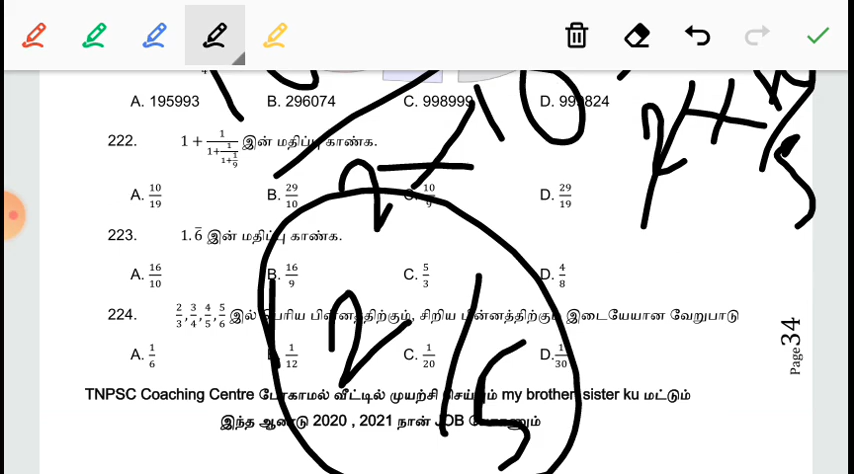 A. 195993 B. 296074 C. 998999 D. 999824
222. 1 + 1/(1+1/(1+1/9)) இன் மதிப்பு காண்க.
A. 10/19 B. 29/10 C. 10/9 D. 29/19
223. 1.6̅ இன் மதிப்பு காண்க.
A. 16/10 B. 16/9 C. 5/3 D. 4/8
224. 2/3, 3/4, 4/5, 5/6 இல் பெரிய பின்னத்திற்கும், சிறிய பின்னத்திற்கும் இடையேயான வேறுபாடு
A. 1/6 1/12 C. 1/20 D. 1/30
TNPSC Coaching Centre போகாமல் வீட்டில் முயற்சி செய்யும் my brother, sister ku மட்டும்
இந்த ஆண்டு 2020 , 2021 நான் JOB போகணும்
Page34
2/5